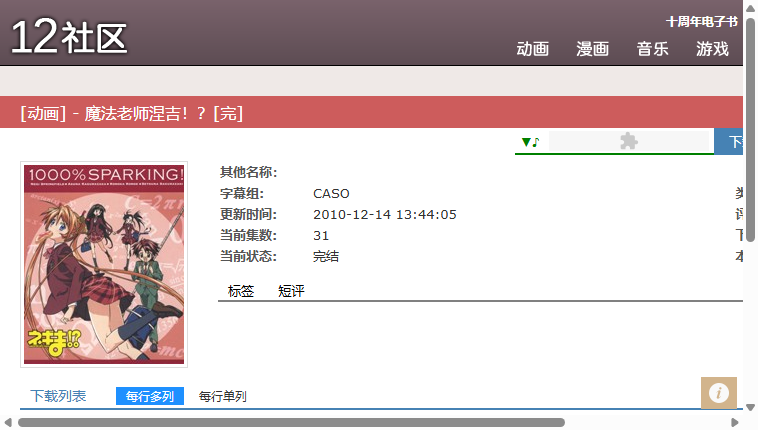 十周年电子书
12社区
动画 漫画 音乐 游戏
[动画] - 魔法老师涅吉！？[完]
▼♪
下
1000%SPARKING!
其他名称:
字幕组: CASO
更新时间: 2010-12-14 13:44:05
当前集数: 31
当前状态: 完结
标签 短评
ネギま!?
下载列表 每行多列 每行单列